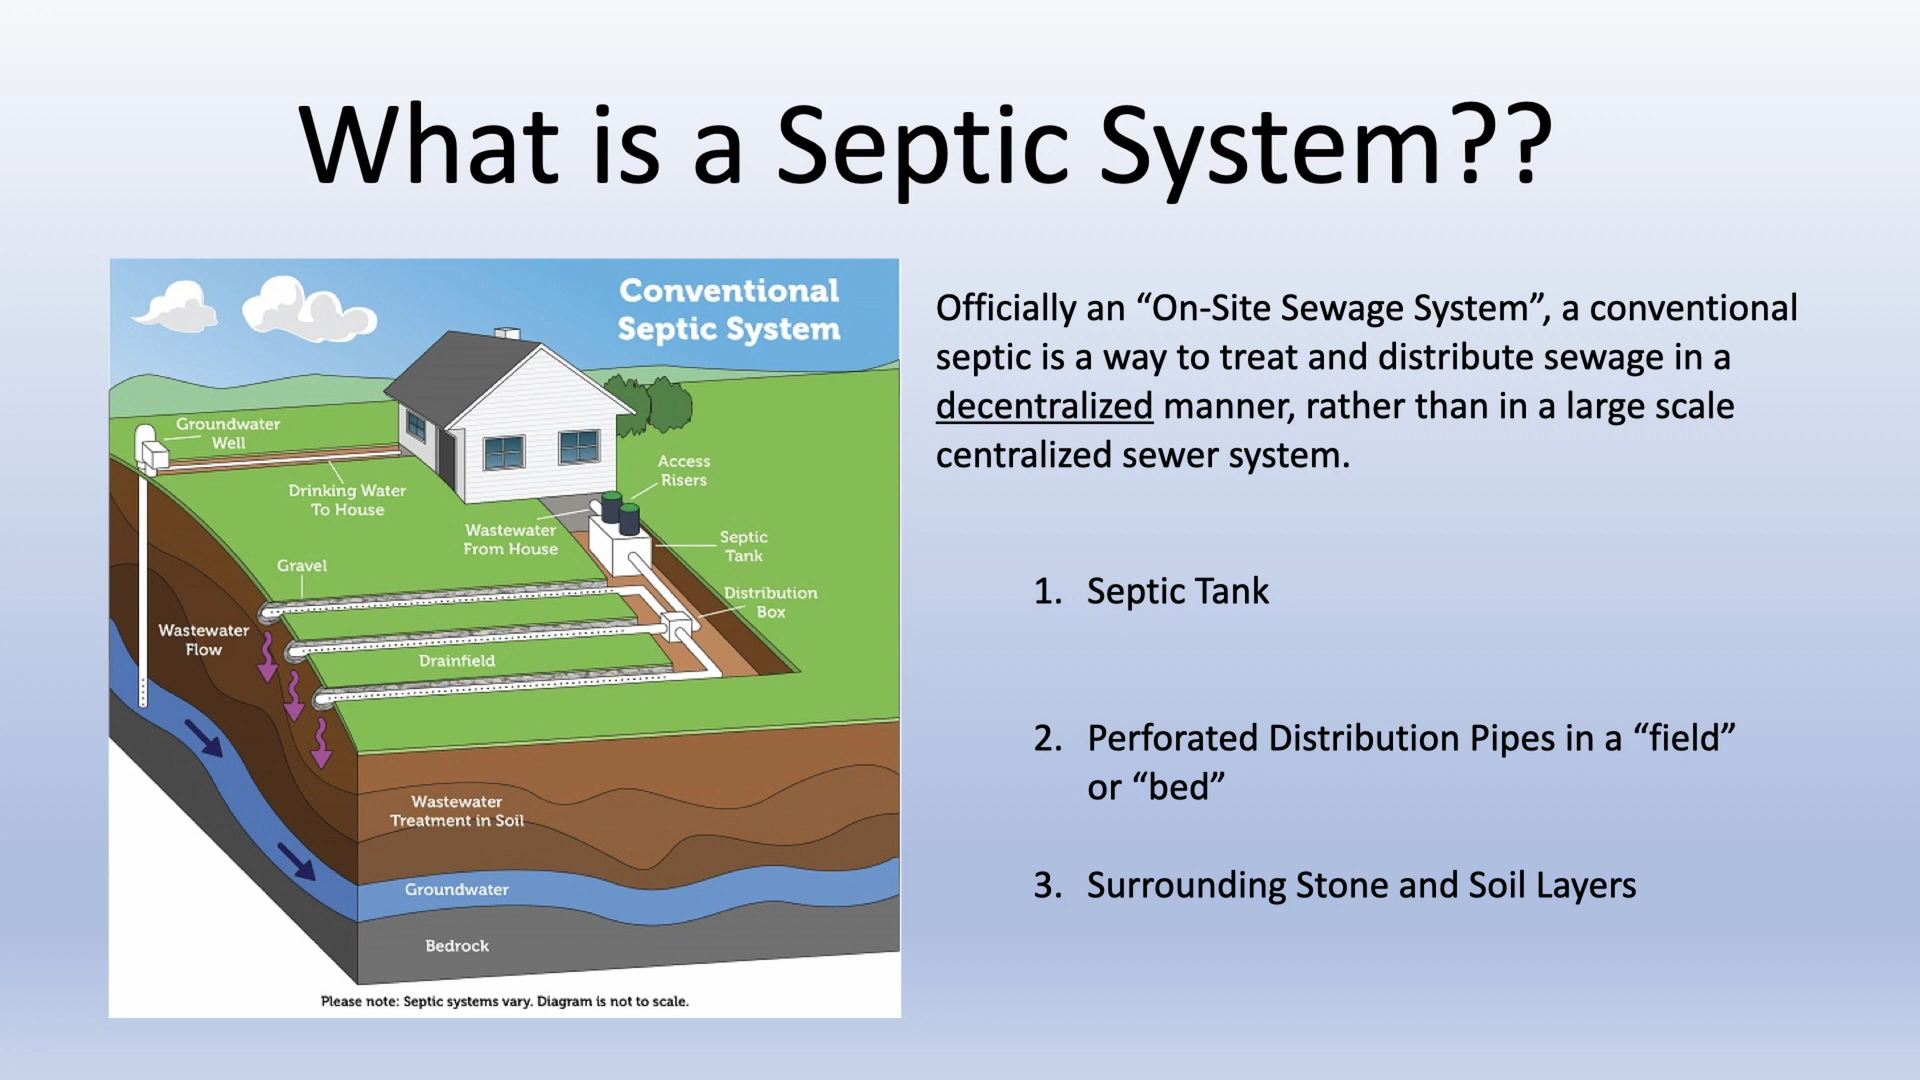 What is a Septic System??
Conventional
Septic System
Groundwater
Well
Drinking Water
To House
Access
Risers
Wastewater
From House
Septic
Tank
Gravel
Distribution
Box
Wastewater
Flow
Drainfield
Wastewater
Treatment in Soil
Groundwater
Bedrock
Please note: Septic systems vary. Diagram is not to scale.
Officially an “On-Site Sewage System”, a conventional
septic is a way to treat and distribute sewage in a
decentralized manner, rather than in a large scale
centralized sewer system.
1. Septic Tank
2. Perforated Distribution Pipes in a “field”
or “bed”
3. Surrounding Stone and Soil Layers